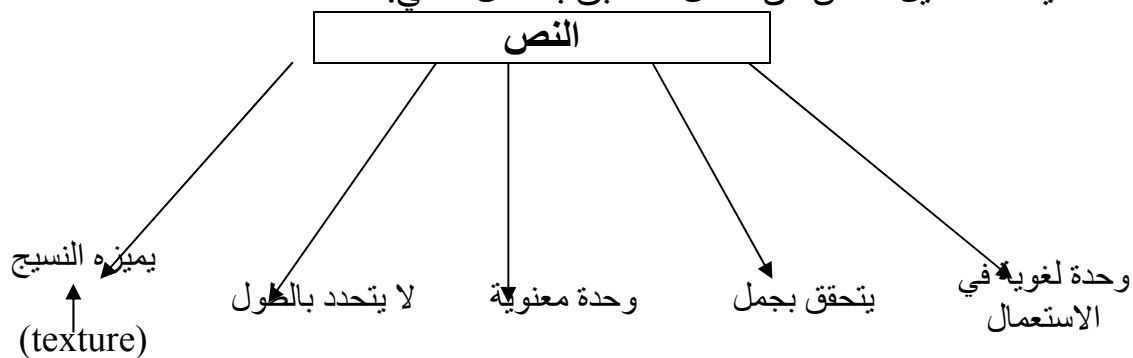 النص
وحدة لغوية في
الاستعمال
يتحقق بجمل
وحدة معنوية
لا يتحدد بالطول
يميزه النسيج
(texture)